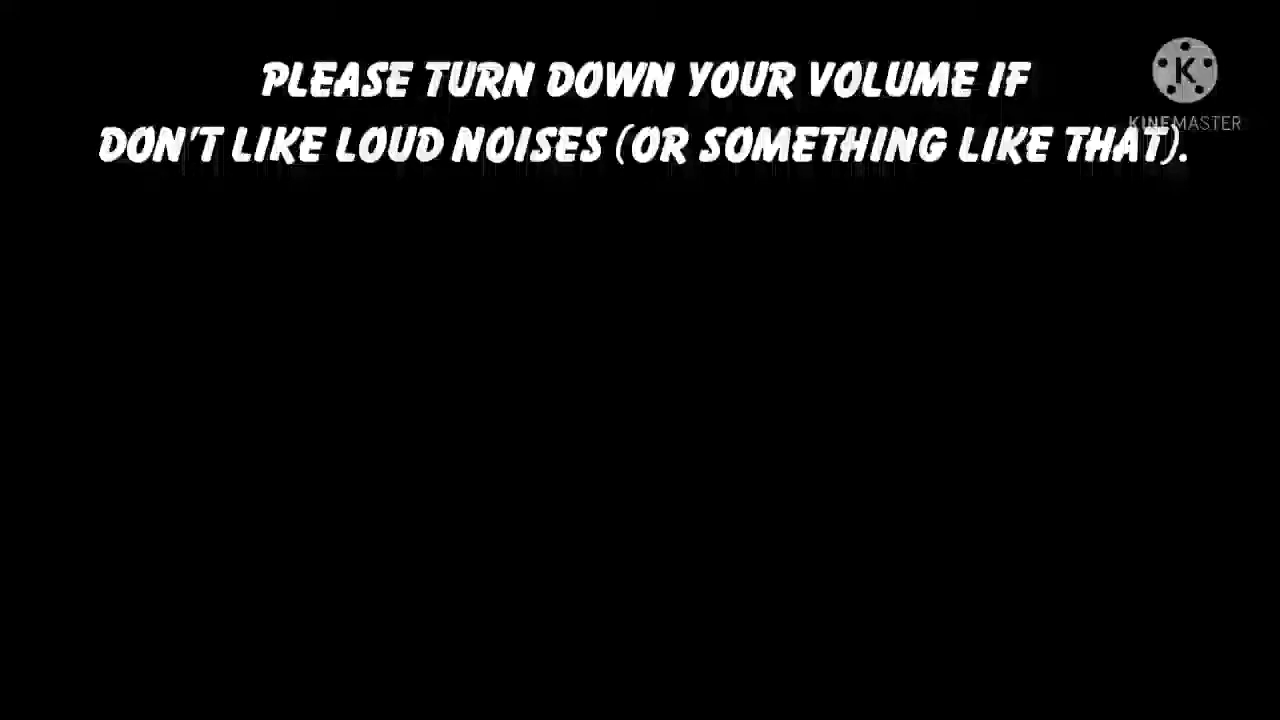 PLEASE TURN DOWN YOUR VOLUME IF
DON'T LIKE LOUD NOISES (OR SOMETHING LIKE THAT).
K
KINEMASTER